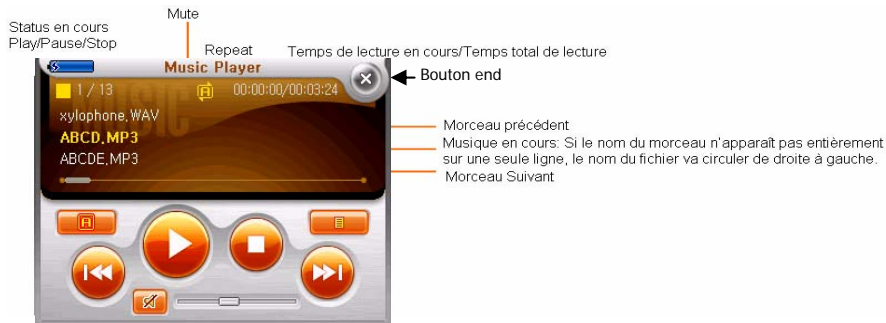 Mute
Status en cours
Play/Pause/Stop
Repeat
Temps de lecture en cours/Temps total de lecture
Music Player
Bouton end
1 / 13
00:00:00/00:03:24
MUSIC
xylophone.WAV
Morceau précédent
ABCD.MP3
Musique en cours: Si le nom du morceau n'apparaît pas entièrement
sur une seule ligne, le nom du fichier va circuler de droite à gauche.
ABCDE.MP3
Morceau Suivant